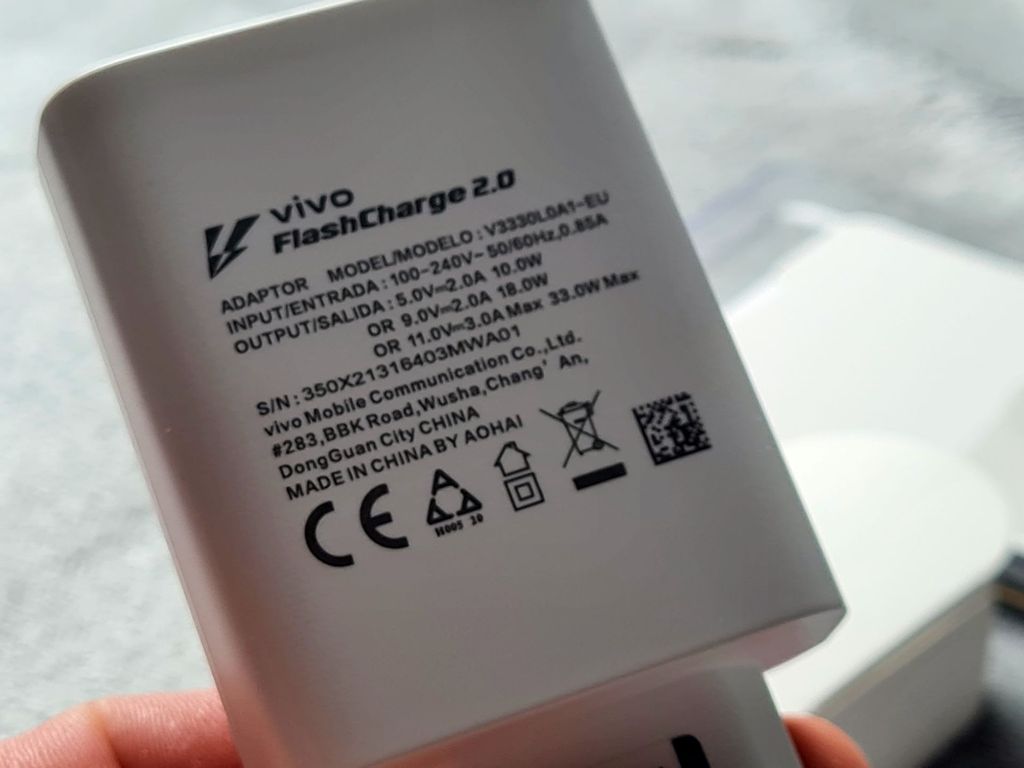 vivo
FlashCharge 2.0
ADAPTOR MODEL/MODELO : V3330L0A1-EU
INPUT/ENTRADA : 100-240V~ 50/60Hz,0.85A
OUTPUT/SALIDA : 5.0V⎓2.0A 10.0W
OR 9.0V⎓2.0A 18.0W
OR 11.0V⎓3.0A Max 33.0W Max
S/N : 350X21316403MWA01
vivo Mobile Communication Co.,Ltd.
#283,BBK Road,Wusha,Chang' An,
DongGuan City CHINA
MADE IN CHINA BY AOHAI
CE
H005 10